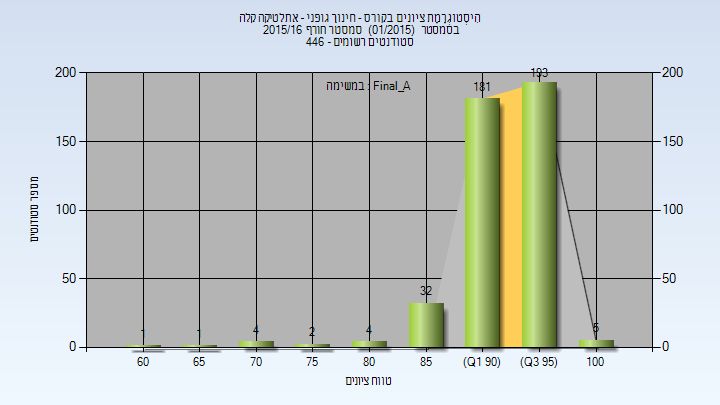 היסטוגרמת ציונים בקורס - חינוך גופני - אתלטיקה קלה
בסמסטר (01/2015) סמסטר חורף 2015/16
סטודנטים רשומים - 446
Final_A : במשימה
200 200
150 150
100 100
50 50
0 0
מספר סטודנטים
1 1 4 2 4 32 181 193 5
60 65 70 75 80 85 (Q1 90) (Q3 95) 100
טווח ציונים